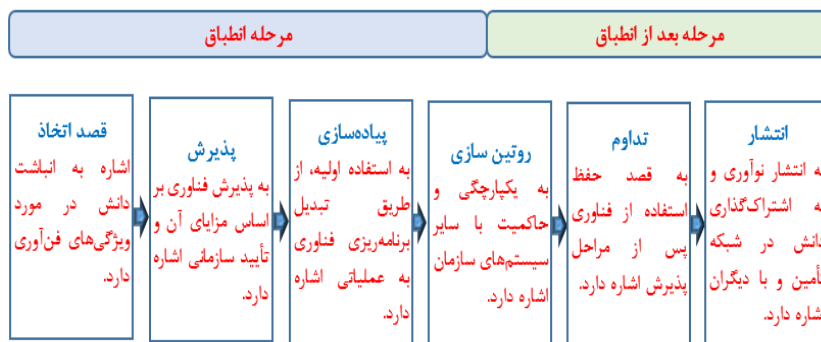 مرحله انطباق
مرحله بعد از انطباق
قصد اتخاذ
اشاره به انباشت
دانش در مورد
ویژگی‌های فن‌آوری
دارد.
پذیرش
به پذیرش فناوری بر
اساس مزایای آن و
تأیید سازمانی اشاره
دارد.
پیاده‌سازی
به استفاده اولیه، از
طریق تبدیل
برنامه‌ریزی فناوری
به عملیاتی اشاره
دارد.
روتین سازی
به یکپارچگی و
حاکمیت با سایر
سیستم‌های سازمان
اشاره دارد.
تداوم
به قصد حفظ
استفاده از فناوری
پس از مراحل
پذیرش اشاره دارد.
انتشار
به انتشار نوآوری و
به اشتراک‌گذاری
دانش در شبکه
تأمین و با دیگران
اشاره دارد.